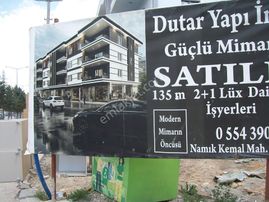 Dutar Yapı İn
Güçlü Mimar
SATILI
135 m 2+1 Lüx Dai
İşyerleri
Modern
Mimarın
Öncüsü
0 554 390
Namık Kemal Mah.